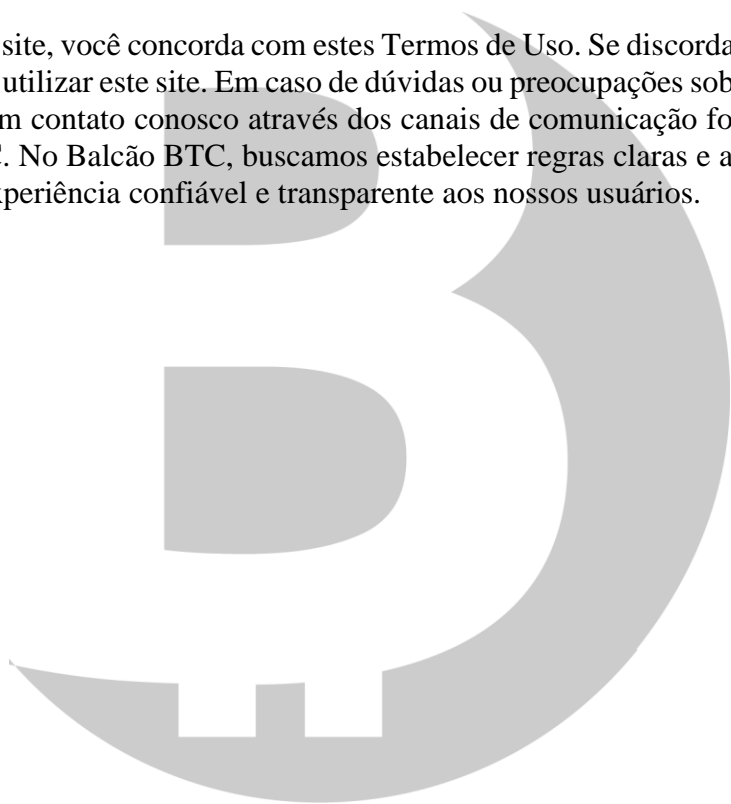 site, você concorda com estes Termos de Uso. Se discorda
utilizar este site. Em caso de dúvidas ou preocupações sob
m contato conosco através dos canais de comunicação fo
. No Balcão BTC, buscamos estabelecer regras claras e a
periência confiável e transparente aos nossos usuários.